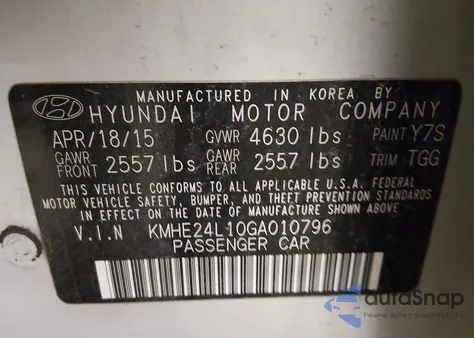 MANUFACTURED IN KOREA BY
HYUNDAI MOTOR COMPANY
APR/18/15 GVWR 4630 lbs PAINT Y7S
GAWR FRONT 2557 lbs GAWR REAR 2557 lbs TRIM TGG
THIS VEHICLE CONFORMS TO ALL APPLICABLE U.S.A. FEDERAL
MOTOR VEHICLE SAFETY, BUMPER, AND THEFT PREVENTION STANDARDS
IN EFFECT ON THE DATE OF MANUFACTURE SHOWN ABOVE.
V.I.N KMHE24L10GA010796
PASSENGER CAR
autoSnap